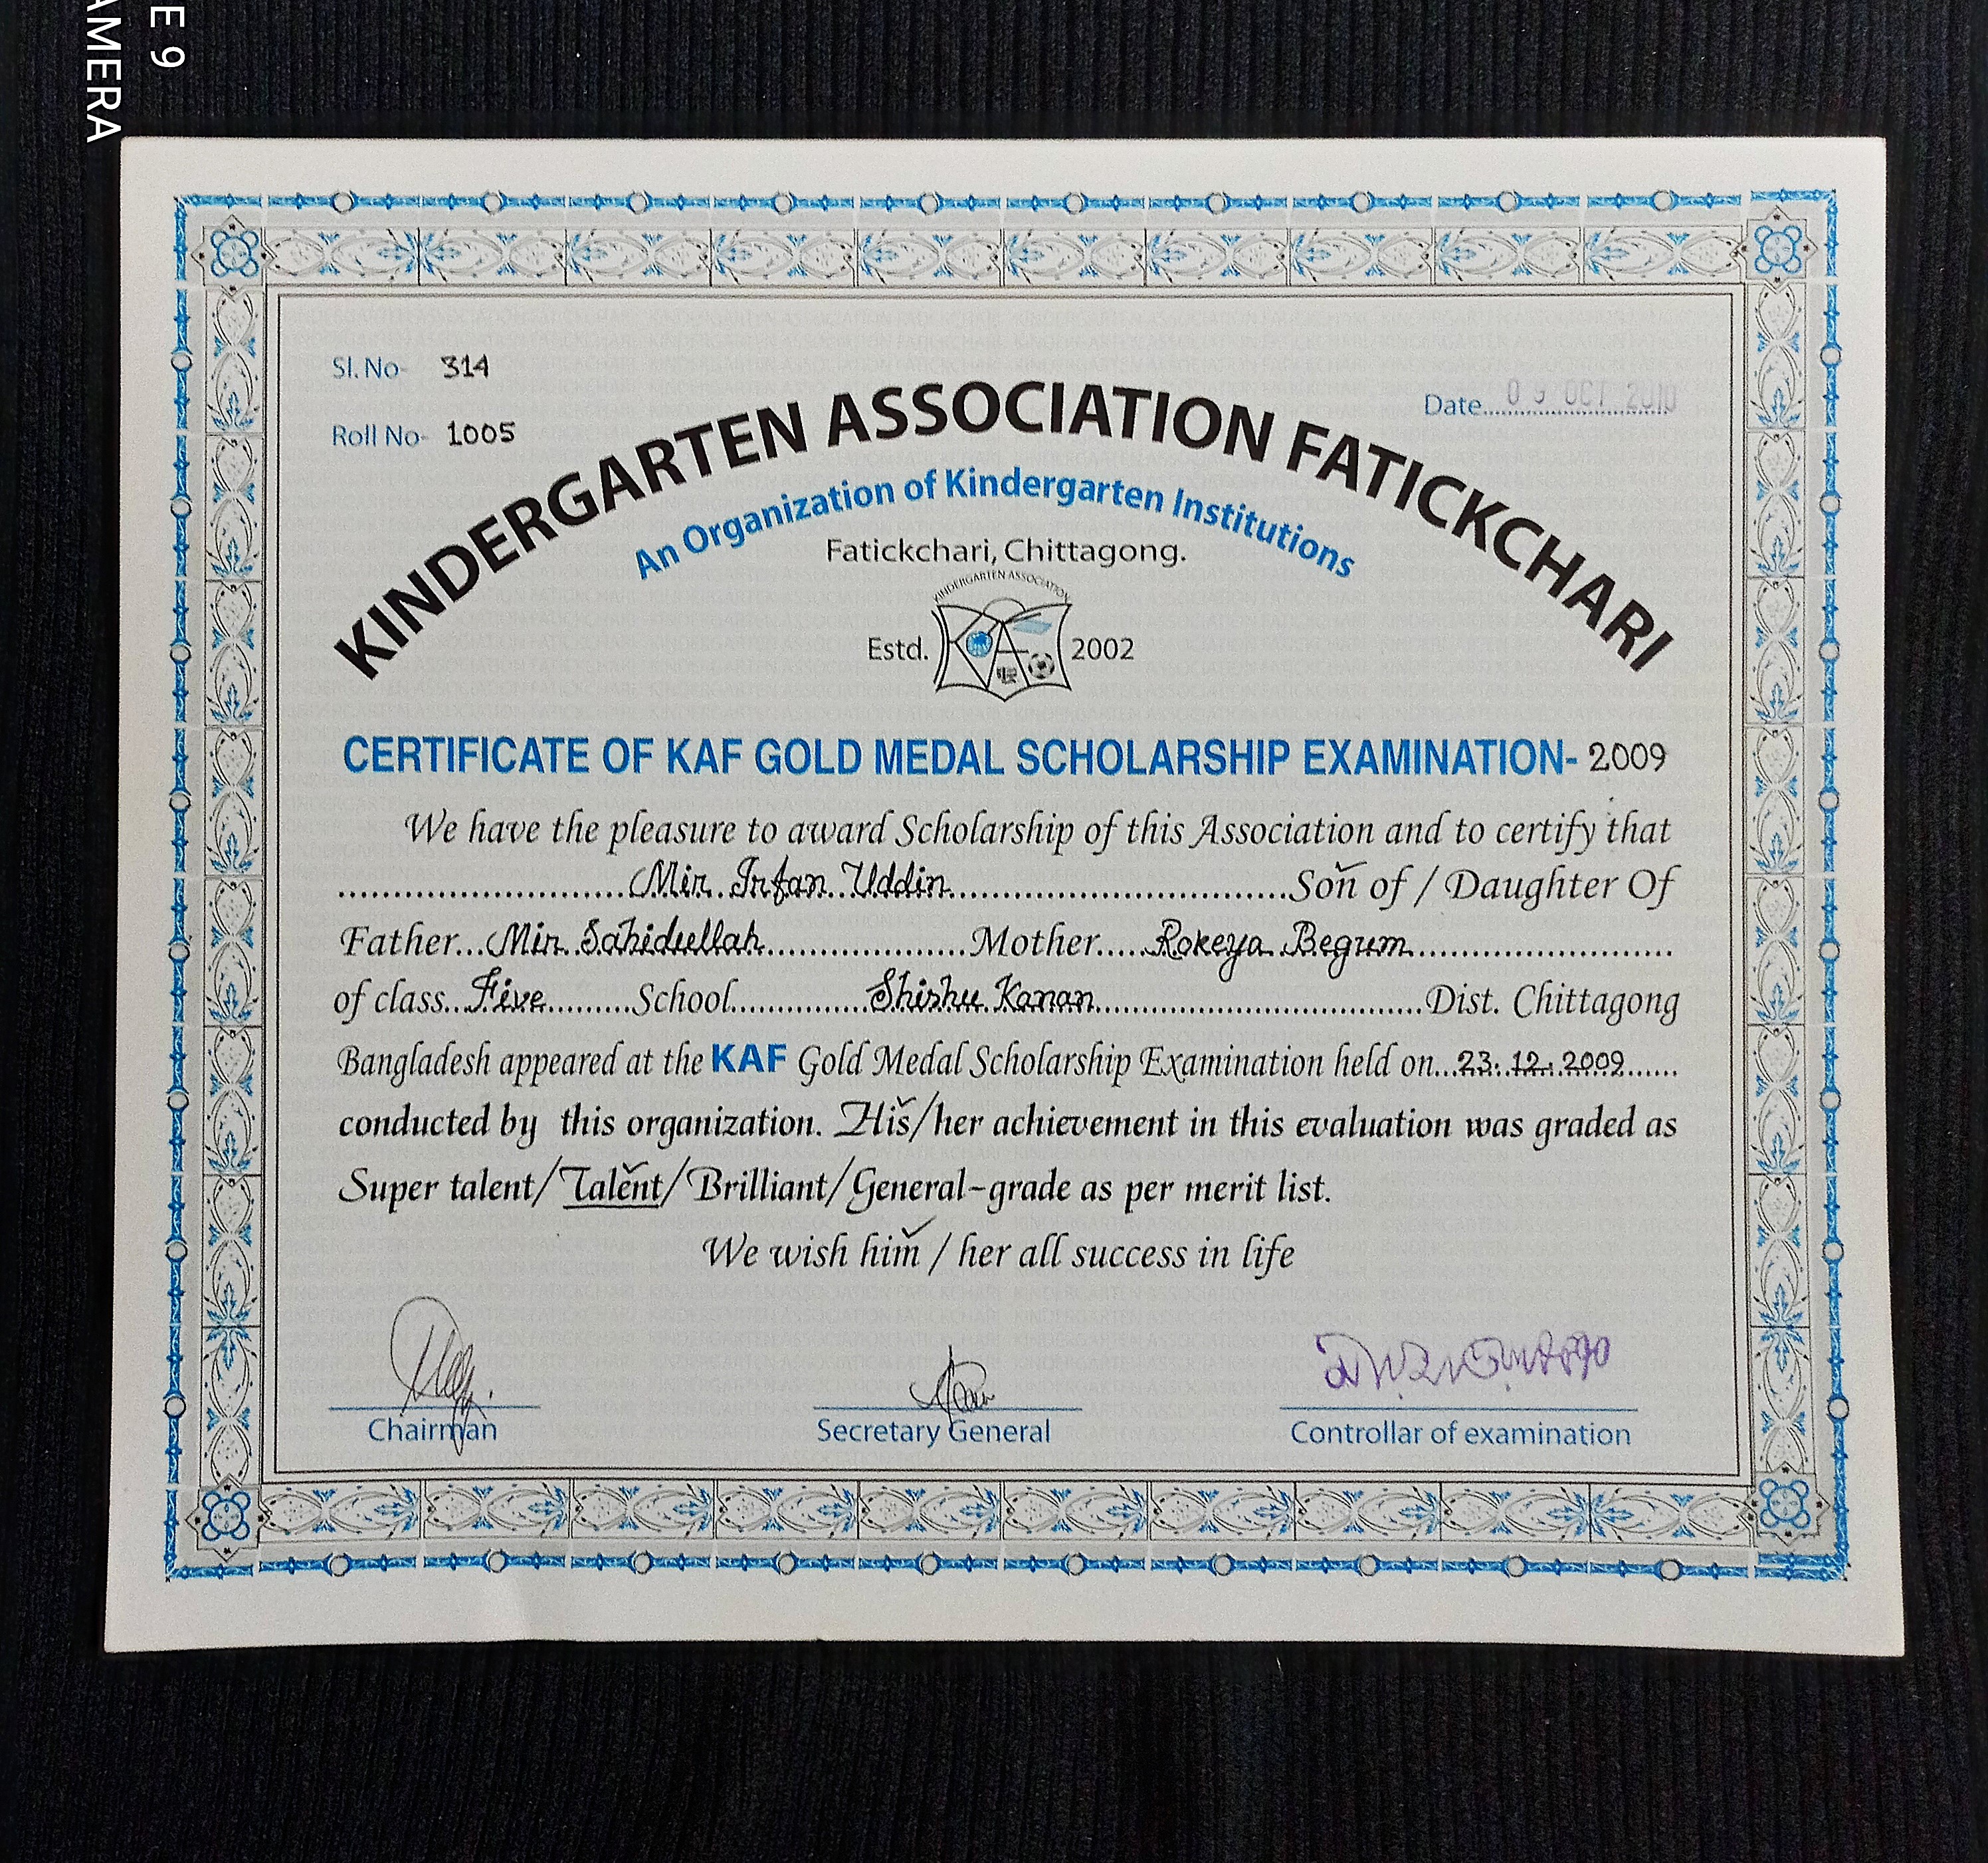 E 9
AMERA
Sl. No- 314
Roll No- 1005
Date 09 OCT 2010
KINDERGARTEN ASSOCIATION FATICKCHARI
An Organization of Kindergarten Institutions
Fatickchari, Chittagong.
KINDERGARTEN ASSOCIATION
Estd. 2002
CERTIFICATE OF KAF GOLD MEDAL SCHOLARSHIP EXAMINATION- 2009
We have the pleasure to award Scholarship of this Association and to certify that
Mir Irfan Uddin Son of / Daughter Of
Father Mir Sahidullah Mother Rokeya Begum
of class Five School Shishu Kanan Dist. Chittagong
Bangladesh appeared at the KAF Gold Medal Scholarship Examination held on 23.12.2009
conducted by this organization. His/her achievement in this evaluation was graded as
Super talent/Talent/Brilliant/General-grade as per merit list.
We wish him / her all success in life
Chairman
Secretary General
Controllar of examination